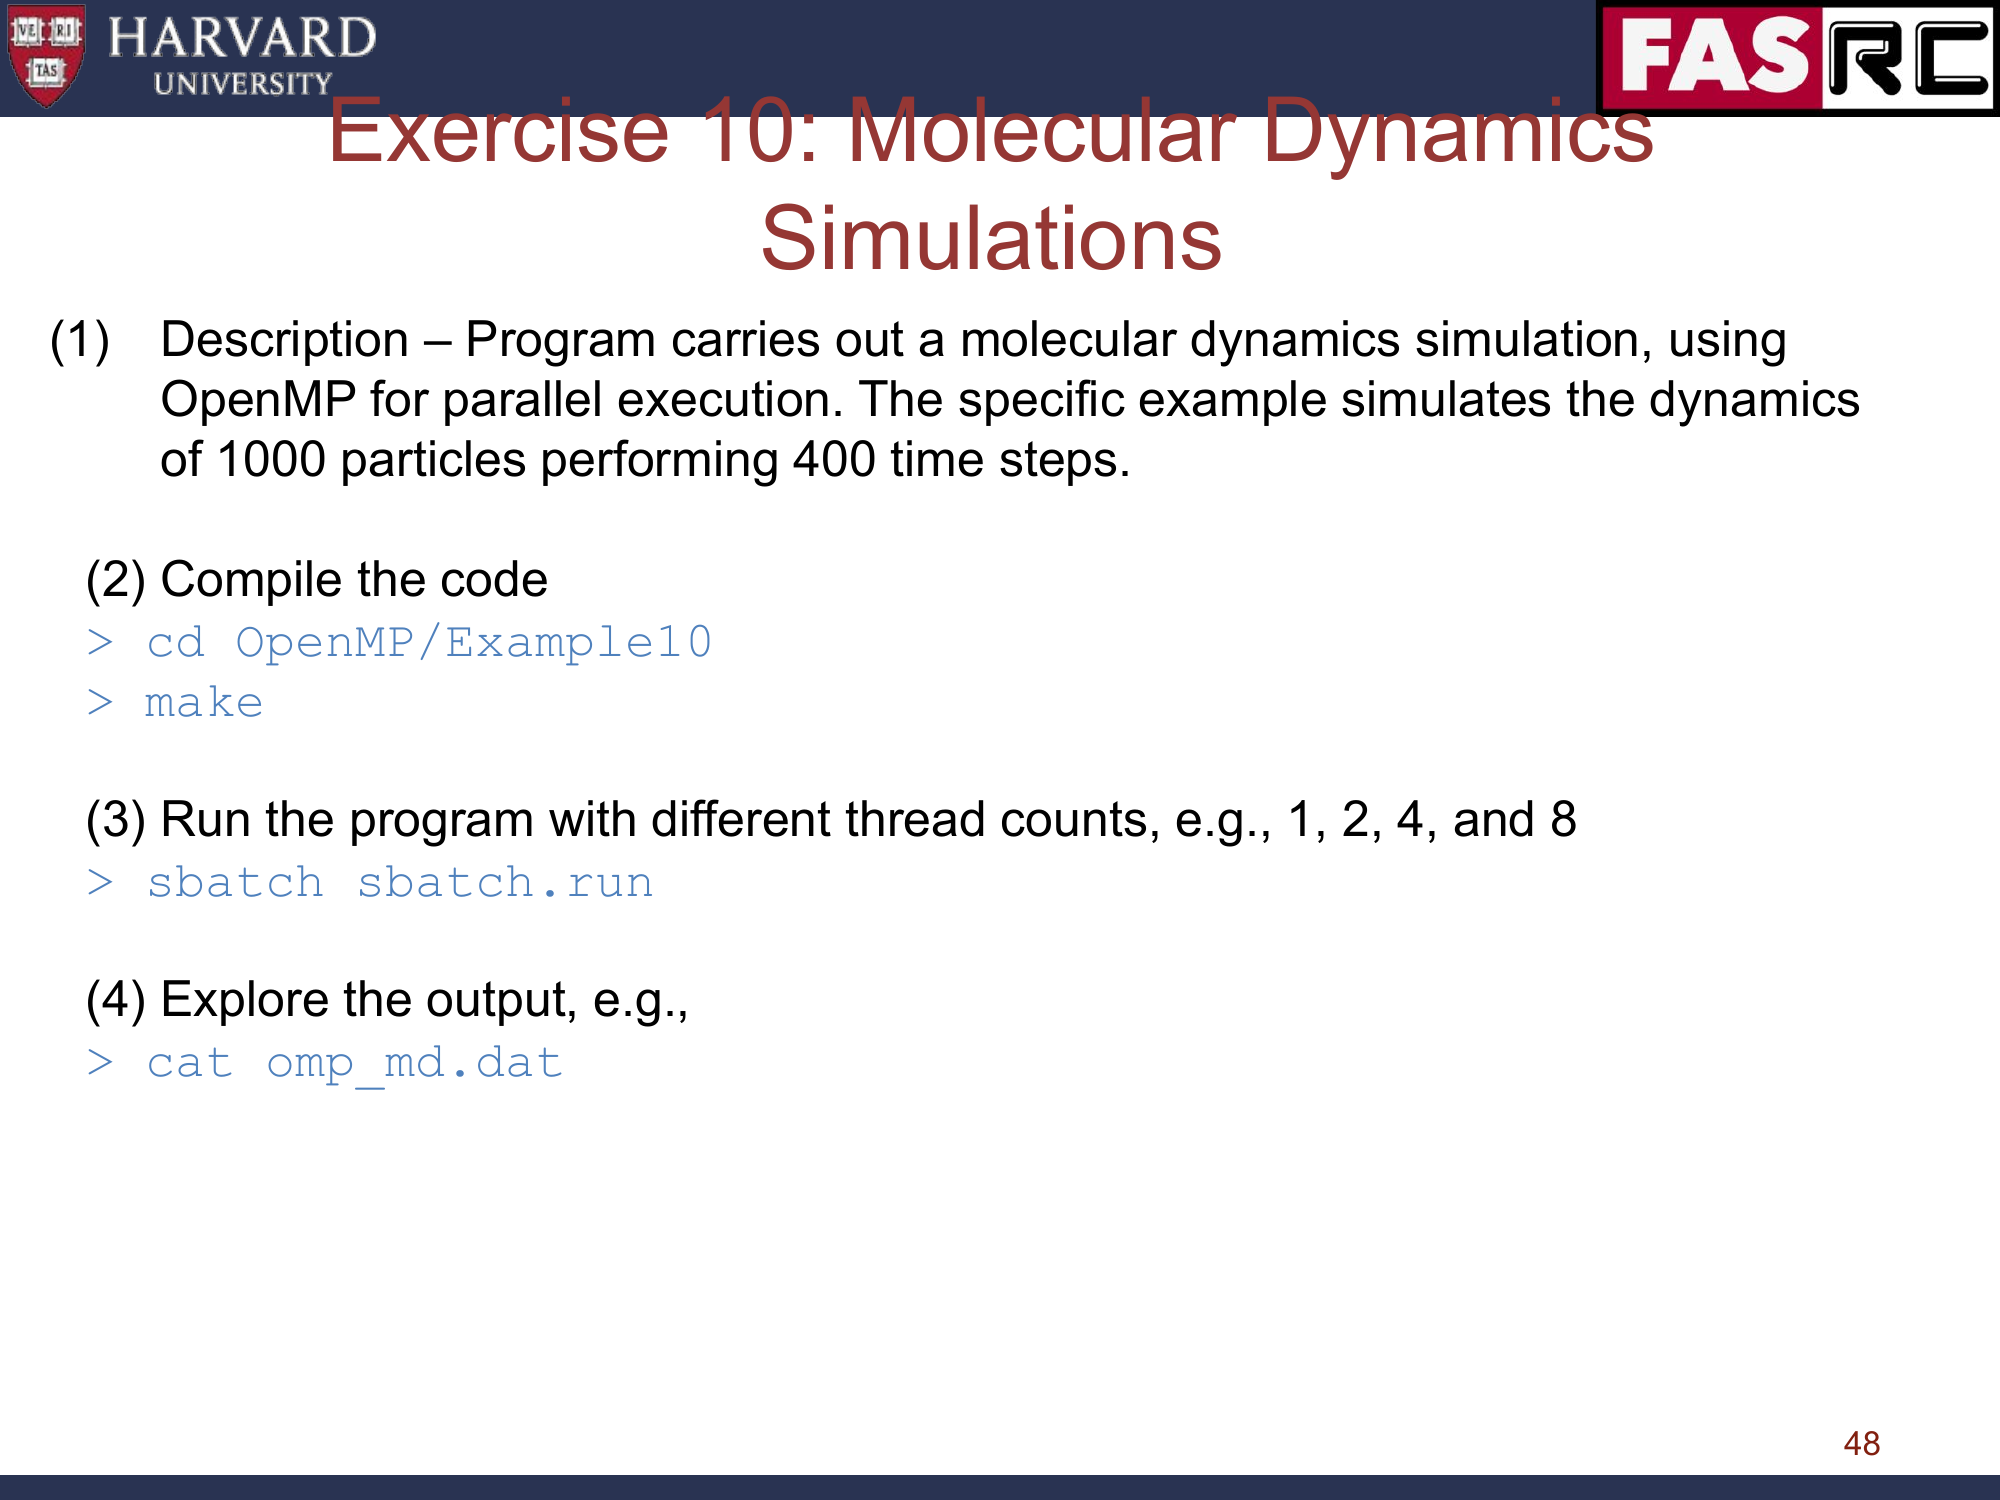 VE RI
TAS
HARVARD
UNIVERSITY
FASRC
Exercise 10: Molecular Dynamics
Simulations
(1) Description – Program carries out a molecular dynamics simulation, using
OpenMP for parallel execution. The specific example simulates the dynamics
of 1000 particles performing 400 time steps.
(2) Compile the code
> cd OpenMP/Example10
> make
(3) Run the program with different thread counts, e.g., 1, 2, 4, and 8
> sbatch sbatch.run
(4) Explore the output, e.g.,
> cat omp_md.dat
48